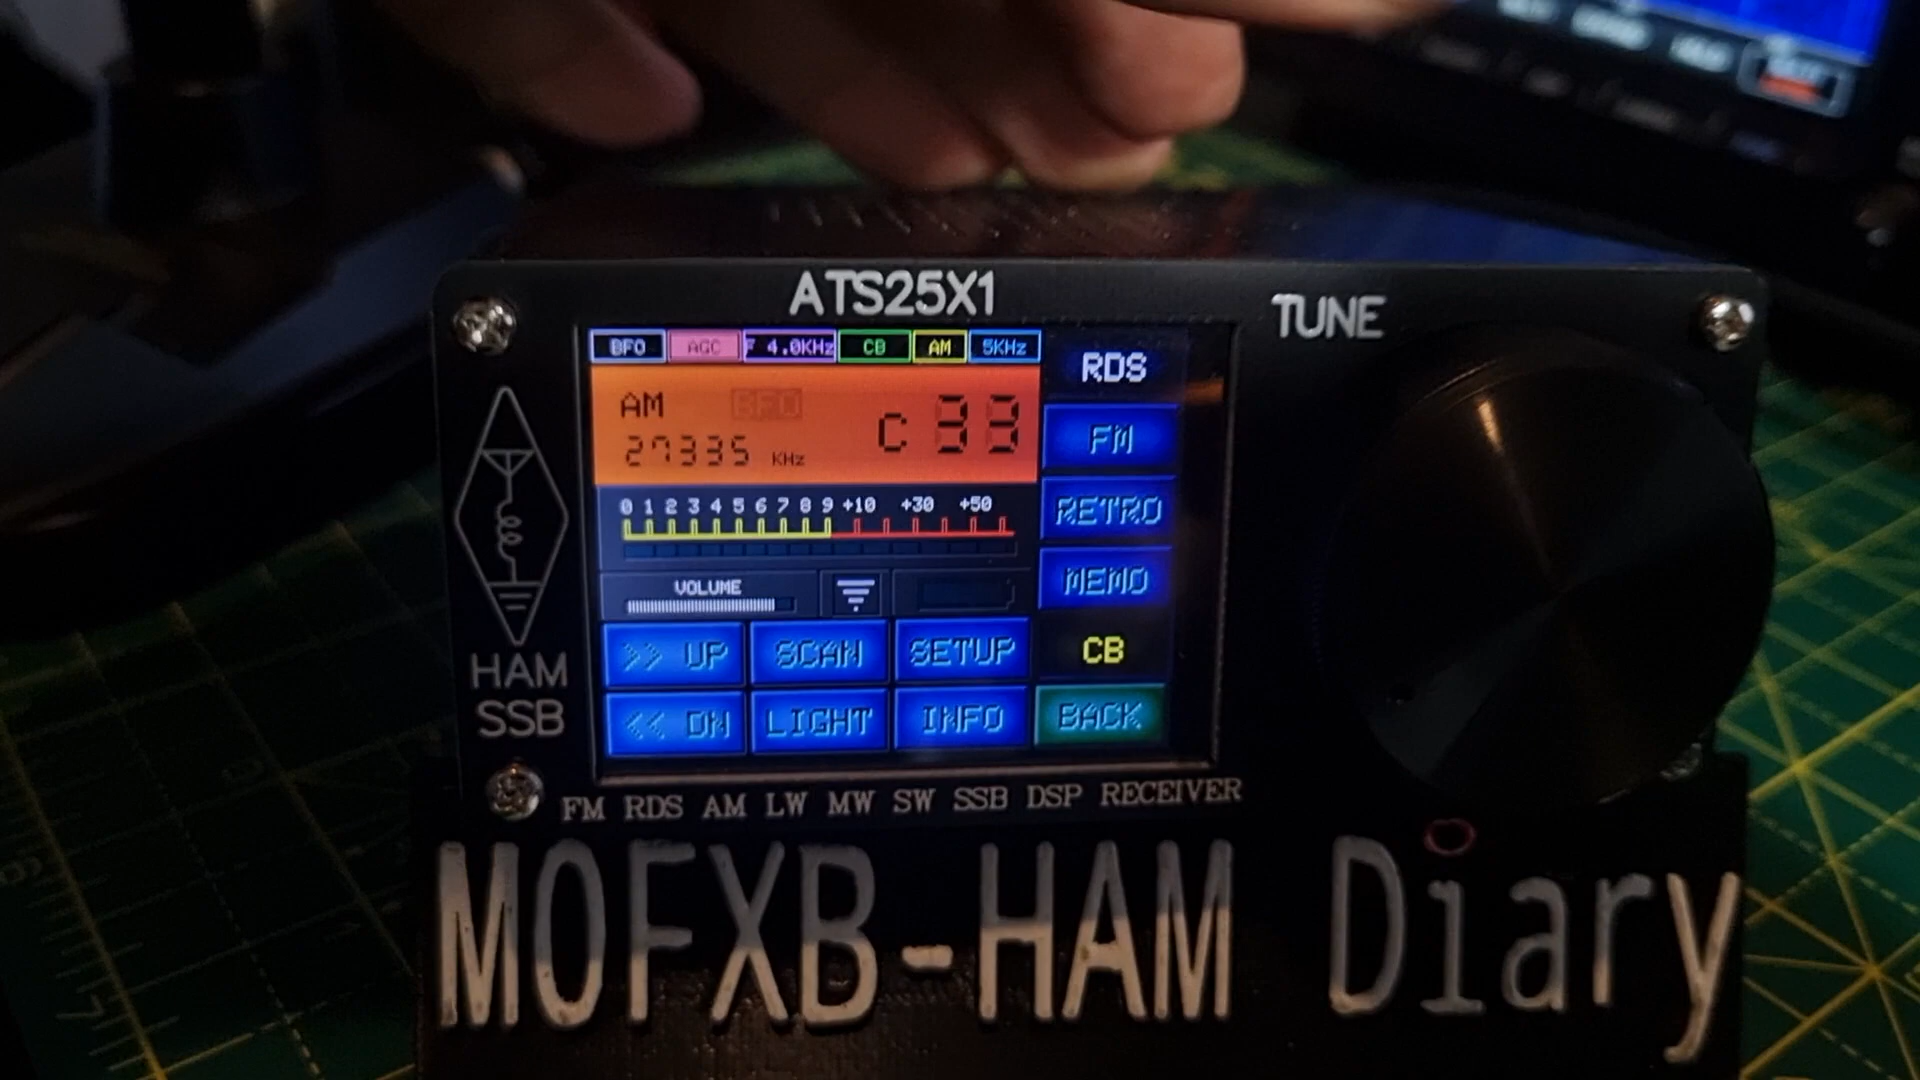 ATS25X1
TUNE
BFO AGC F 4.0KHz CB AM 5KHz
RDS
AM BFO C 33
27335 KHz
FM
0 1 2 3 4 5 6 7 8 9 +10 +30 +50
RETRO
VOLUME
MEMO
>> UP SCAN SETUP CB
<< DN LIGHT INFO BACK
HAM
SSB
FM RDS AM LW MW SW SSB DSP RECEIVER
M0FXB-HAM Diary